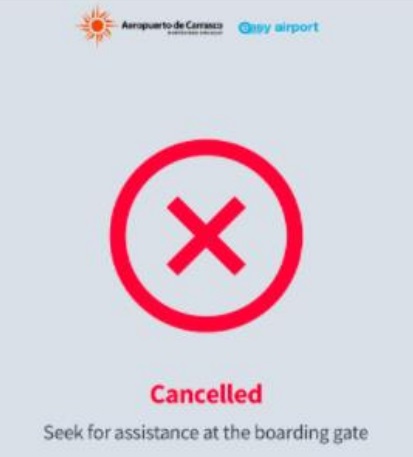 Aeropuerto de Carrasco
easy airport
Cancelled
Seek for assistance at the boarding gate